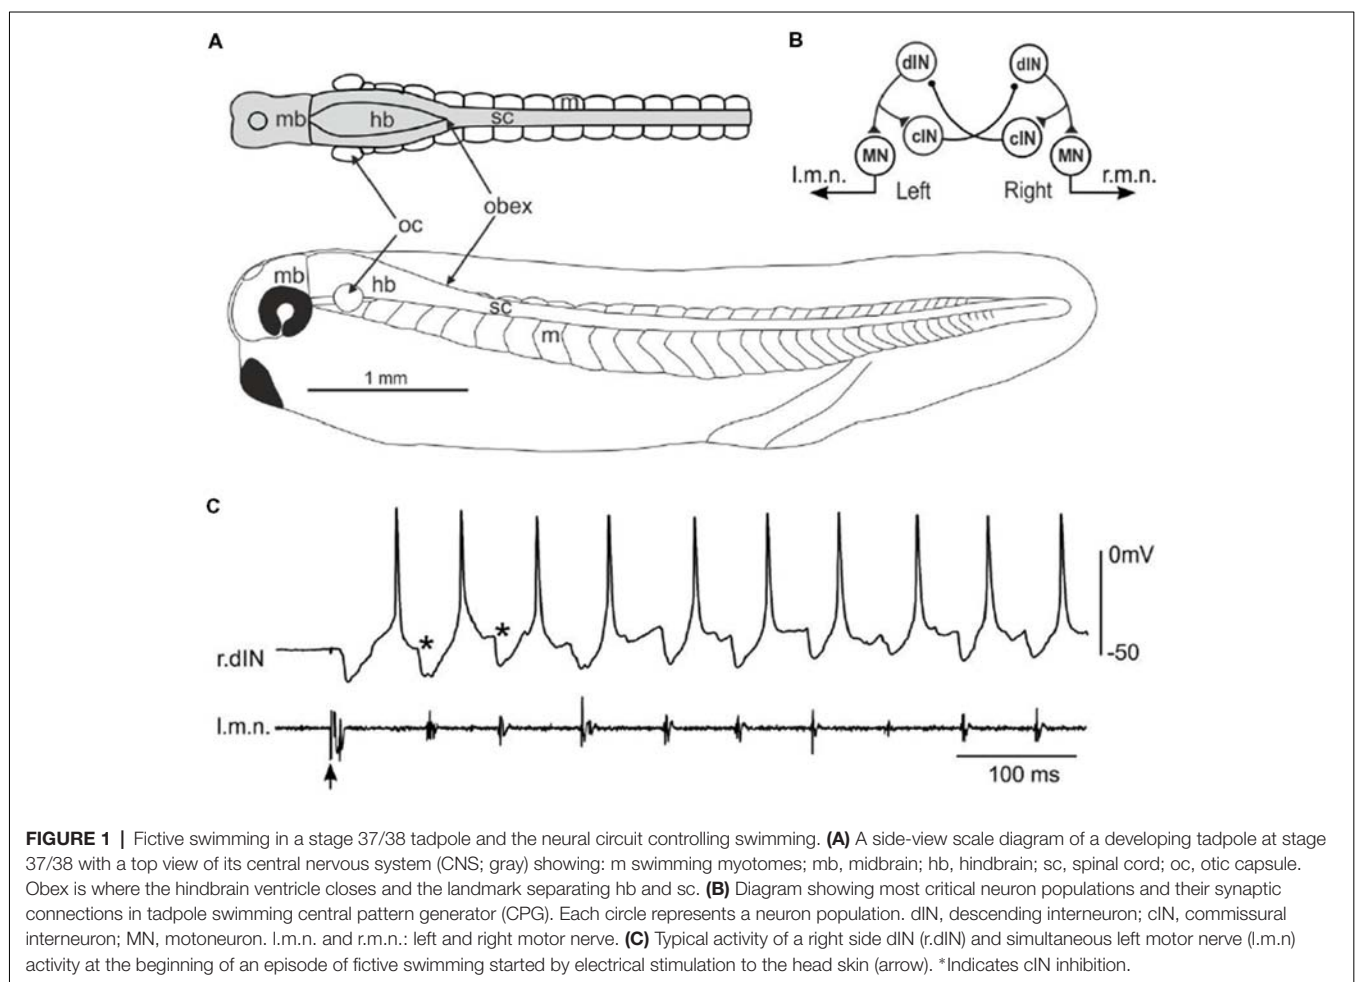 A
mb
hb
sc
m
oc
obex
mb
hb
sc
m
1 mm
B
dIN
dIN
cIN
cIN
MN
MN
l.m.n.
r.m.n.
Left
Right
C
*
*
0mV
-50
r.dIN
l.m.n.
100 ms
FIGURE 1 | Fictive swimming in a stage 37/38 tadpole and the neural circuit controlling swimming. (A) A side-view scale diagram of a developing tadpole at stage
37/38 with a top view of its central nervous system (CNS; gray) showing: m swimming myotomes; mb, midbrain; hb, hindbrain; sc, spinal cord; oc, otic capsule.
Obex is where the hindbrain ventricle closes and the landmark separating hb and sc. (B) Diagram showing most critical neuron populations and their synaptic
connections in tadpole swimming central pattern generator (CPG). Each circle represents a neuron population. dIN, descending interneuron; cIN, commissural
interneuron; MN, motoneuron. l.m.n. and r.m.n.: left and right motor nerve. (C) Typical activity of a right side dIN (r.dIN) and simultaneous left motor nerve (l.m.n)
activity at the beginning of an episode of fictive swimming started by electrical stimulation to the head skin (arrow). *Indicates cIN inhibition.